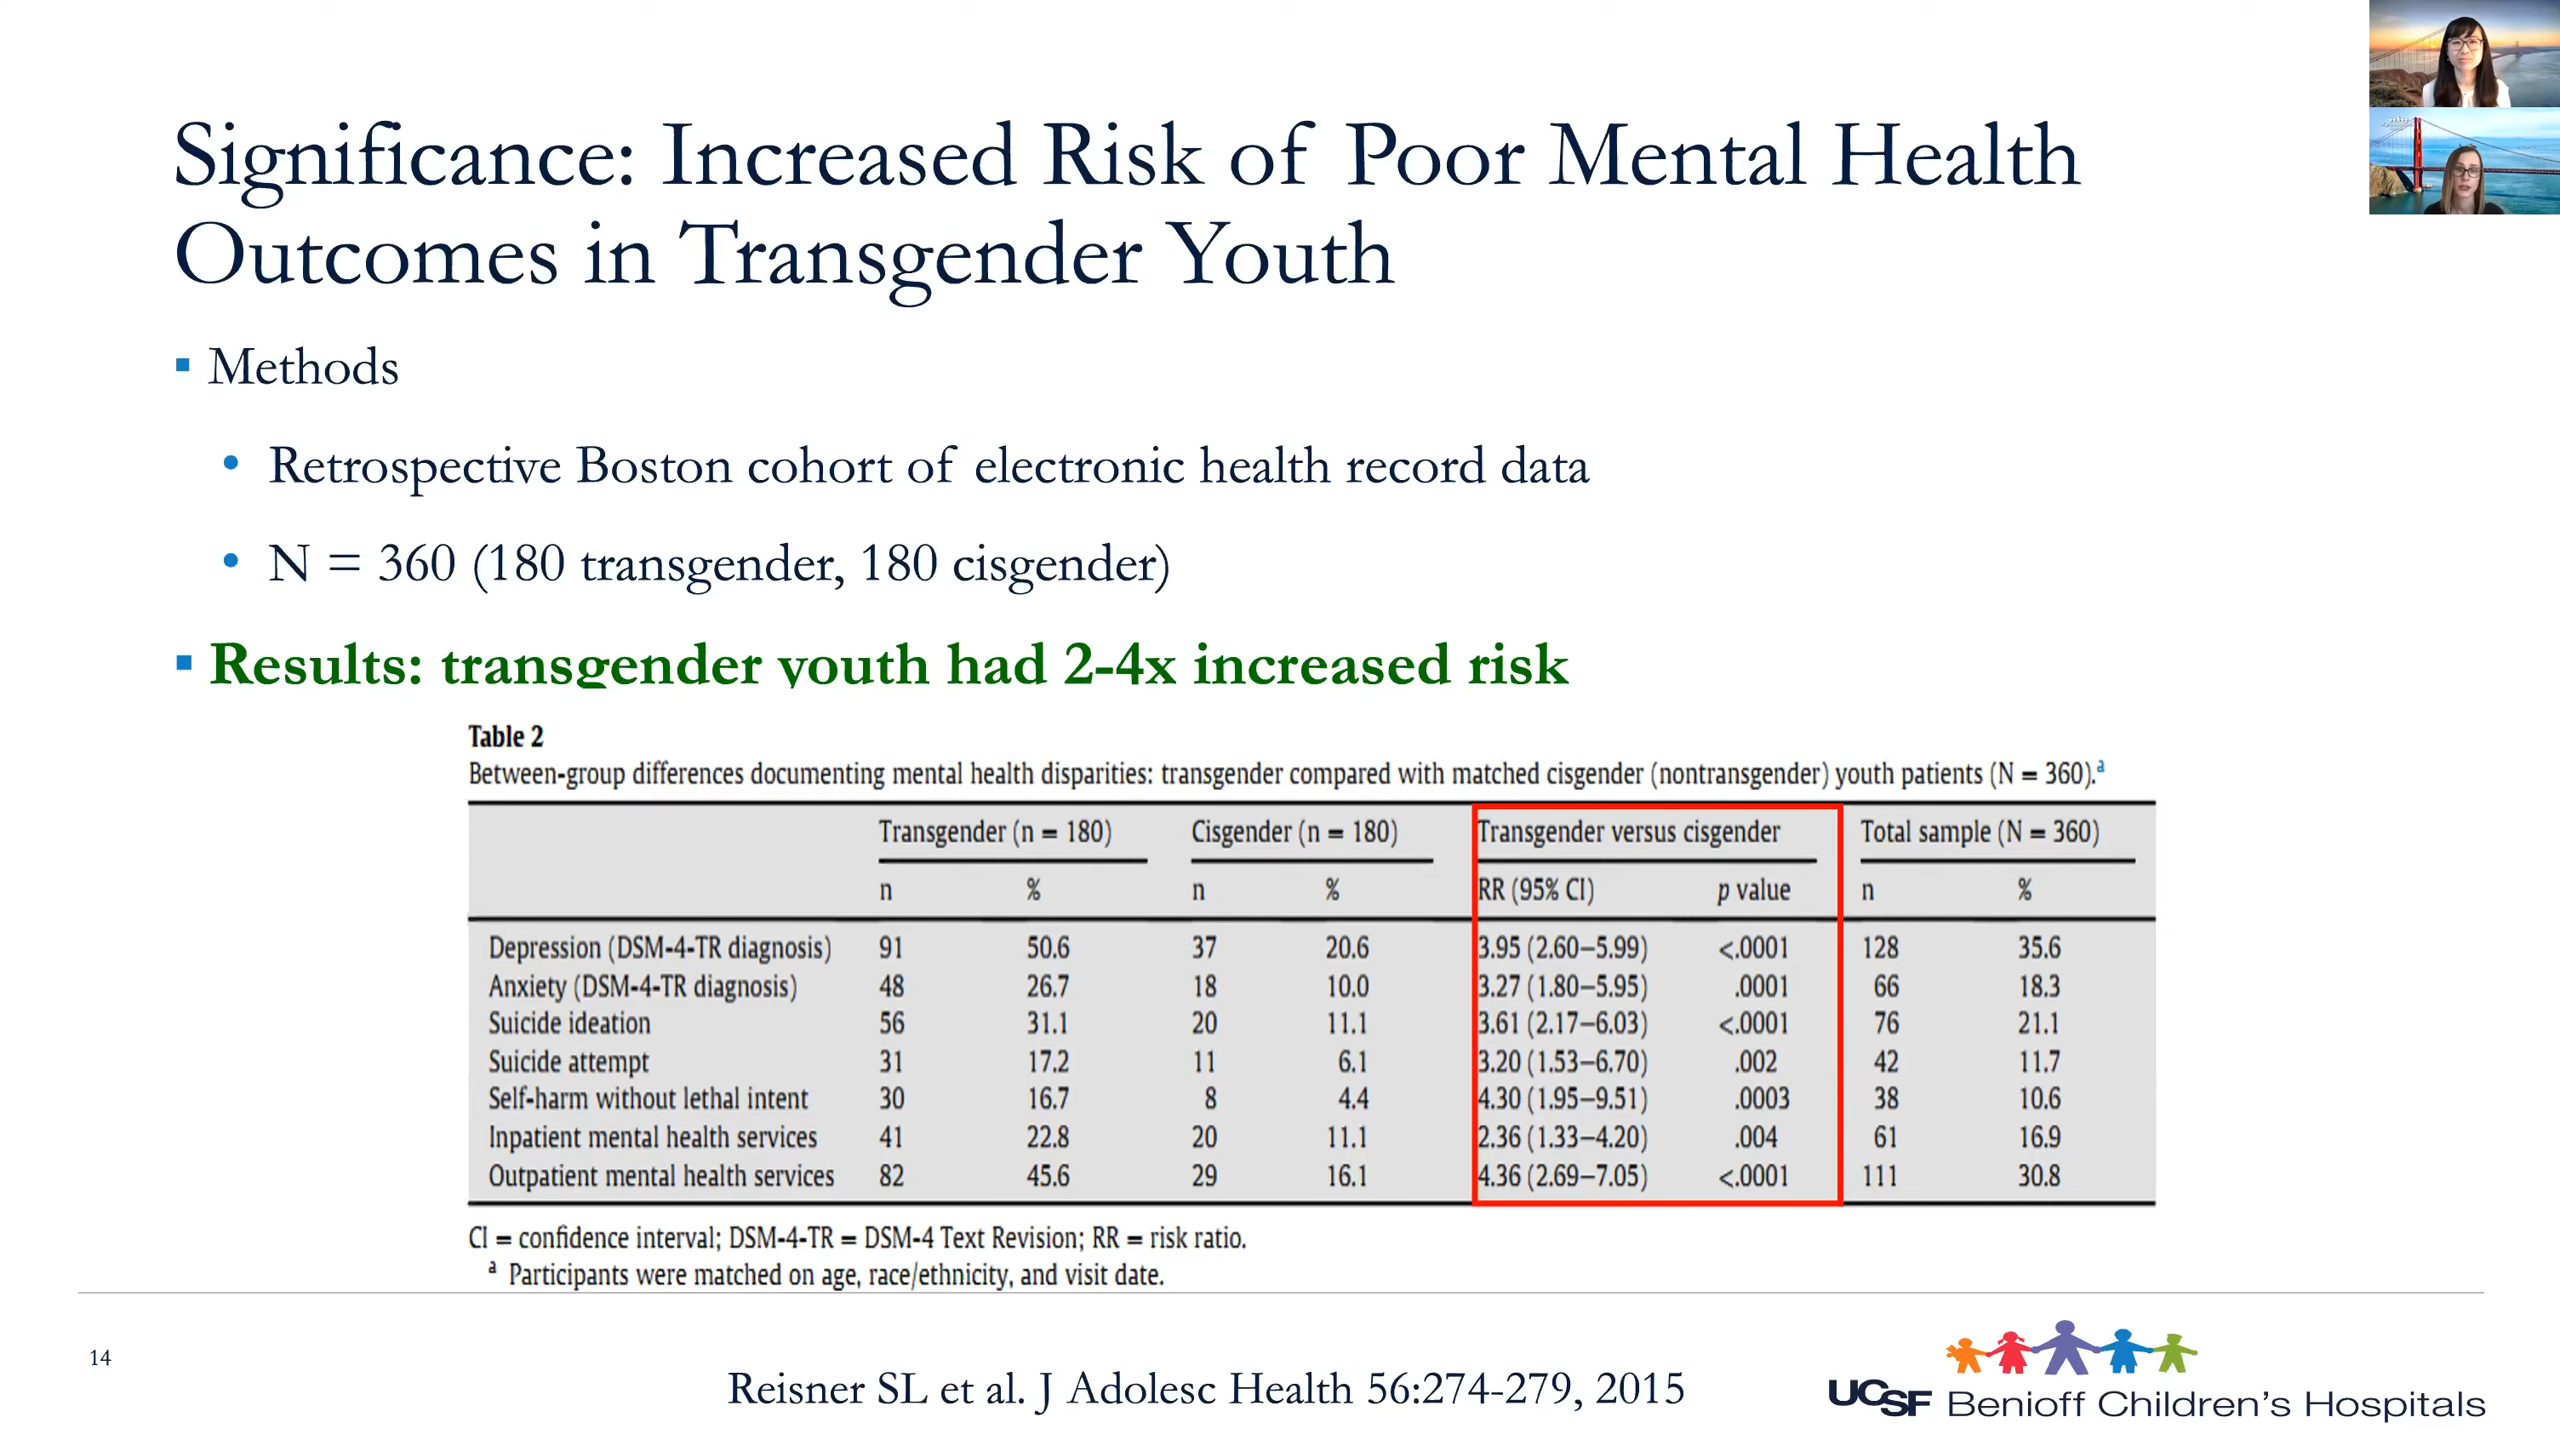 Significance: Increased Risk of Poor Mental Health
Outcomes in Transgender Youth
▪ Methods
• Retrospective Boston cohort of electronic health record data
• N = 360 (180 transgender, 180 cisgender)
▪ Results: transgender youth had 2-4x increased risk
Table 2
Between-group differences documenting mental health disparities: transgender compared with matched cisgender (nontransgender) youth patients (N = 360).a
Transgender (n = 180) Cisgender (n = 180) Transgender versus cisgender Total sample (N = 360)
n % n % RR (95% CI) p value n %
Depression (DSM-4-TR diagnosis) 91 50.6 37 20.6 3.95 (2.60–5.99) <.0001 128 35.6
Anxiety (DSM-4-TR diagnosis) 48 26.7 18 10.0 3.27 (1.80–5.95) .0001 66 18.3
Suicide ideation 56 31.1 20 11.1 3.61 (2.17–6.03) <.0001 76 21.1
Suicide attempt 31 17.2 11 6.1 3.20 (1.53–6.70) .002 42 11.7
Self-harm without lethal intent 30 16.7 8 4.4 4.30 (1.95–9.51) .0003 38 10.6
Inpatient mental health services 41 22.8 20 11.1 2.36 (1.33–4.20) .004 61 16.9
Outpatient mental health services 82 45.6 29 16.1 4.36 (2.69–7.05) <.0001 111 30.8
CI = confidence interval; DSM-4-TR = DSM-4 Text Revision; RR = risk ratio.
a Participants were matched on age, race/ethnicity, and visit date.
14
Reisner SL et al. J Adolesc Health 56:274-279, 2015
UCSF Benioff Children's Hospitals